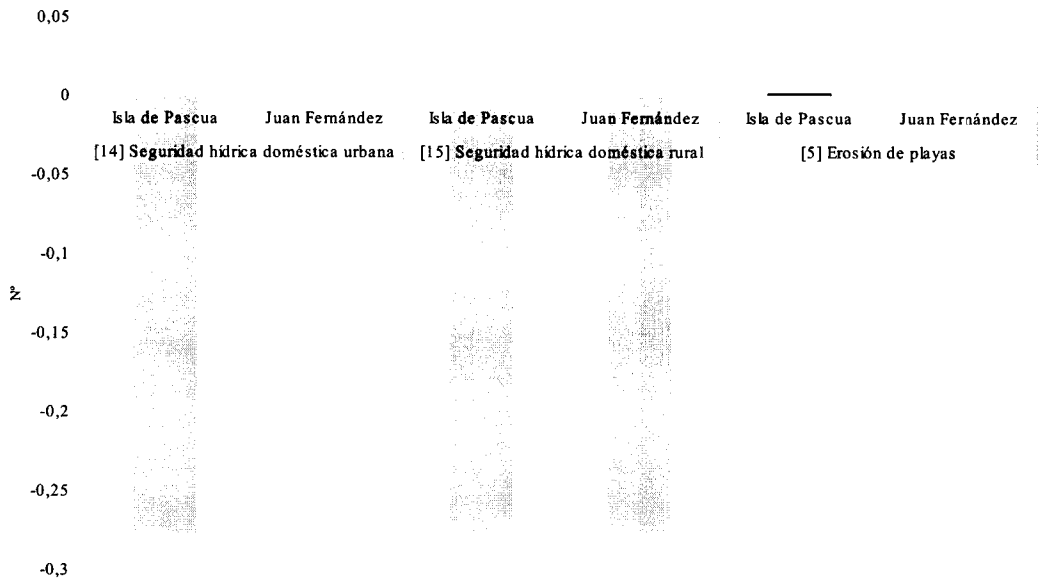 0,05
0
Isla de Pascua Juan Fernández Isla de Pascua Juan Fernández Isla de Pascua Juan Fernández
[14] Seguridad hídrica doméstica urbana [15] Seguridad hídrica doméstica rural [5] Erosión de playas
-0,05
-0,1
N°
-0,15
-0,2
-0,25
-0,3